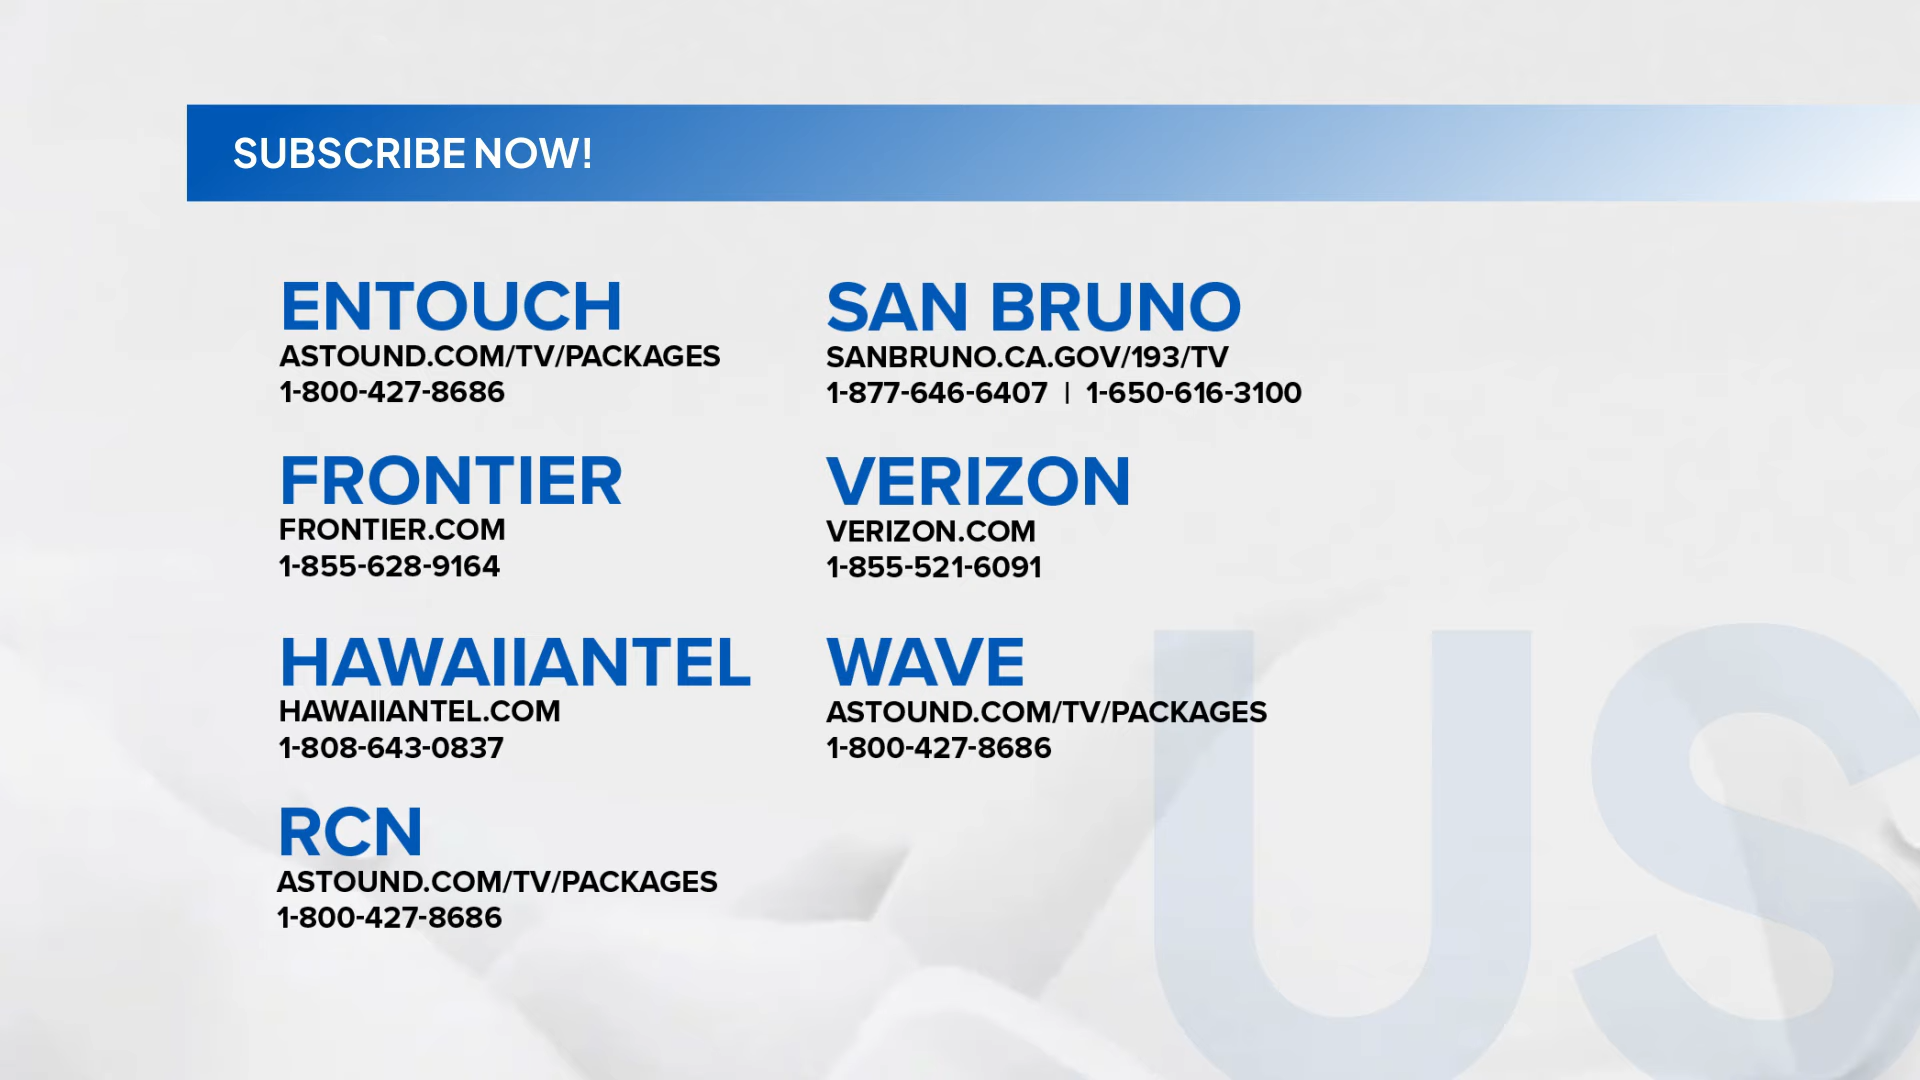 SUBSCRIBE NOW!
ENTOUCH
ASTOUND.COM/TV/PACKAGES
1-800-427-8686
FRONTIER
FRONTIER.COM
1-855-628-9164
HAWAIIANTEL
HAWAIIANTEL.COM
1-808-643-0837
RCN
ASTOUND.COM/TV/PACKAGES
1-800-427-8686
SAN BRUNO
SANBRUNO.CA.GOV/193/TV
1-877-646-6407 | 1-650-616-3100
VERIZON
VERIZON.COM
1-855-521-6091
WAVE
ASTOUND.COM/TV/PACKAGES
1-800-427-8686
US